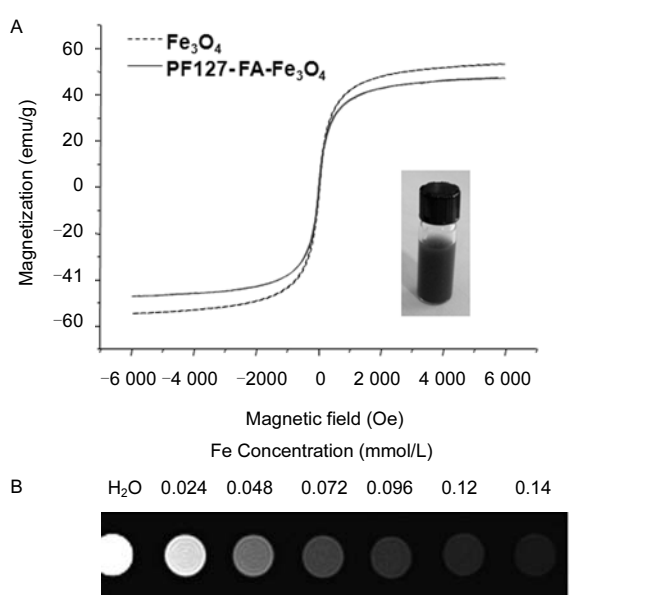 A
Magnetization (emu/g)
60
40
20
0
−20
−41
−60
Fe3O4
PF127-FA-Fe3O4
−6 000 −4 000 −2000 0 2 000 4 000 6 000
Magnetic field (Oe)
Fe Concentration (mmol/L)
B
H2O 0.024 0.048 0.072 0.096 0.12 0.14